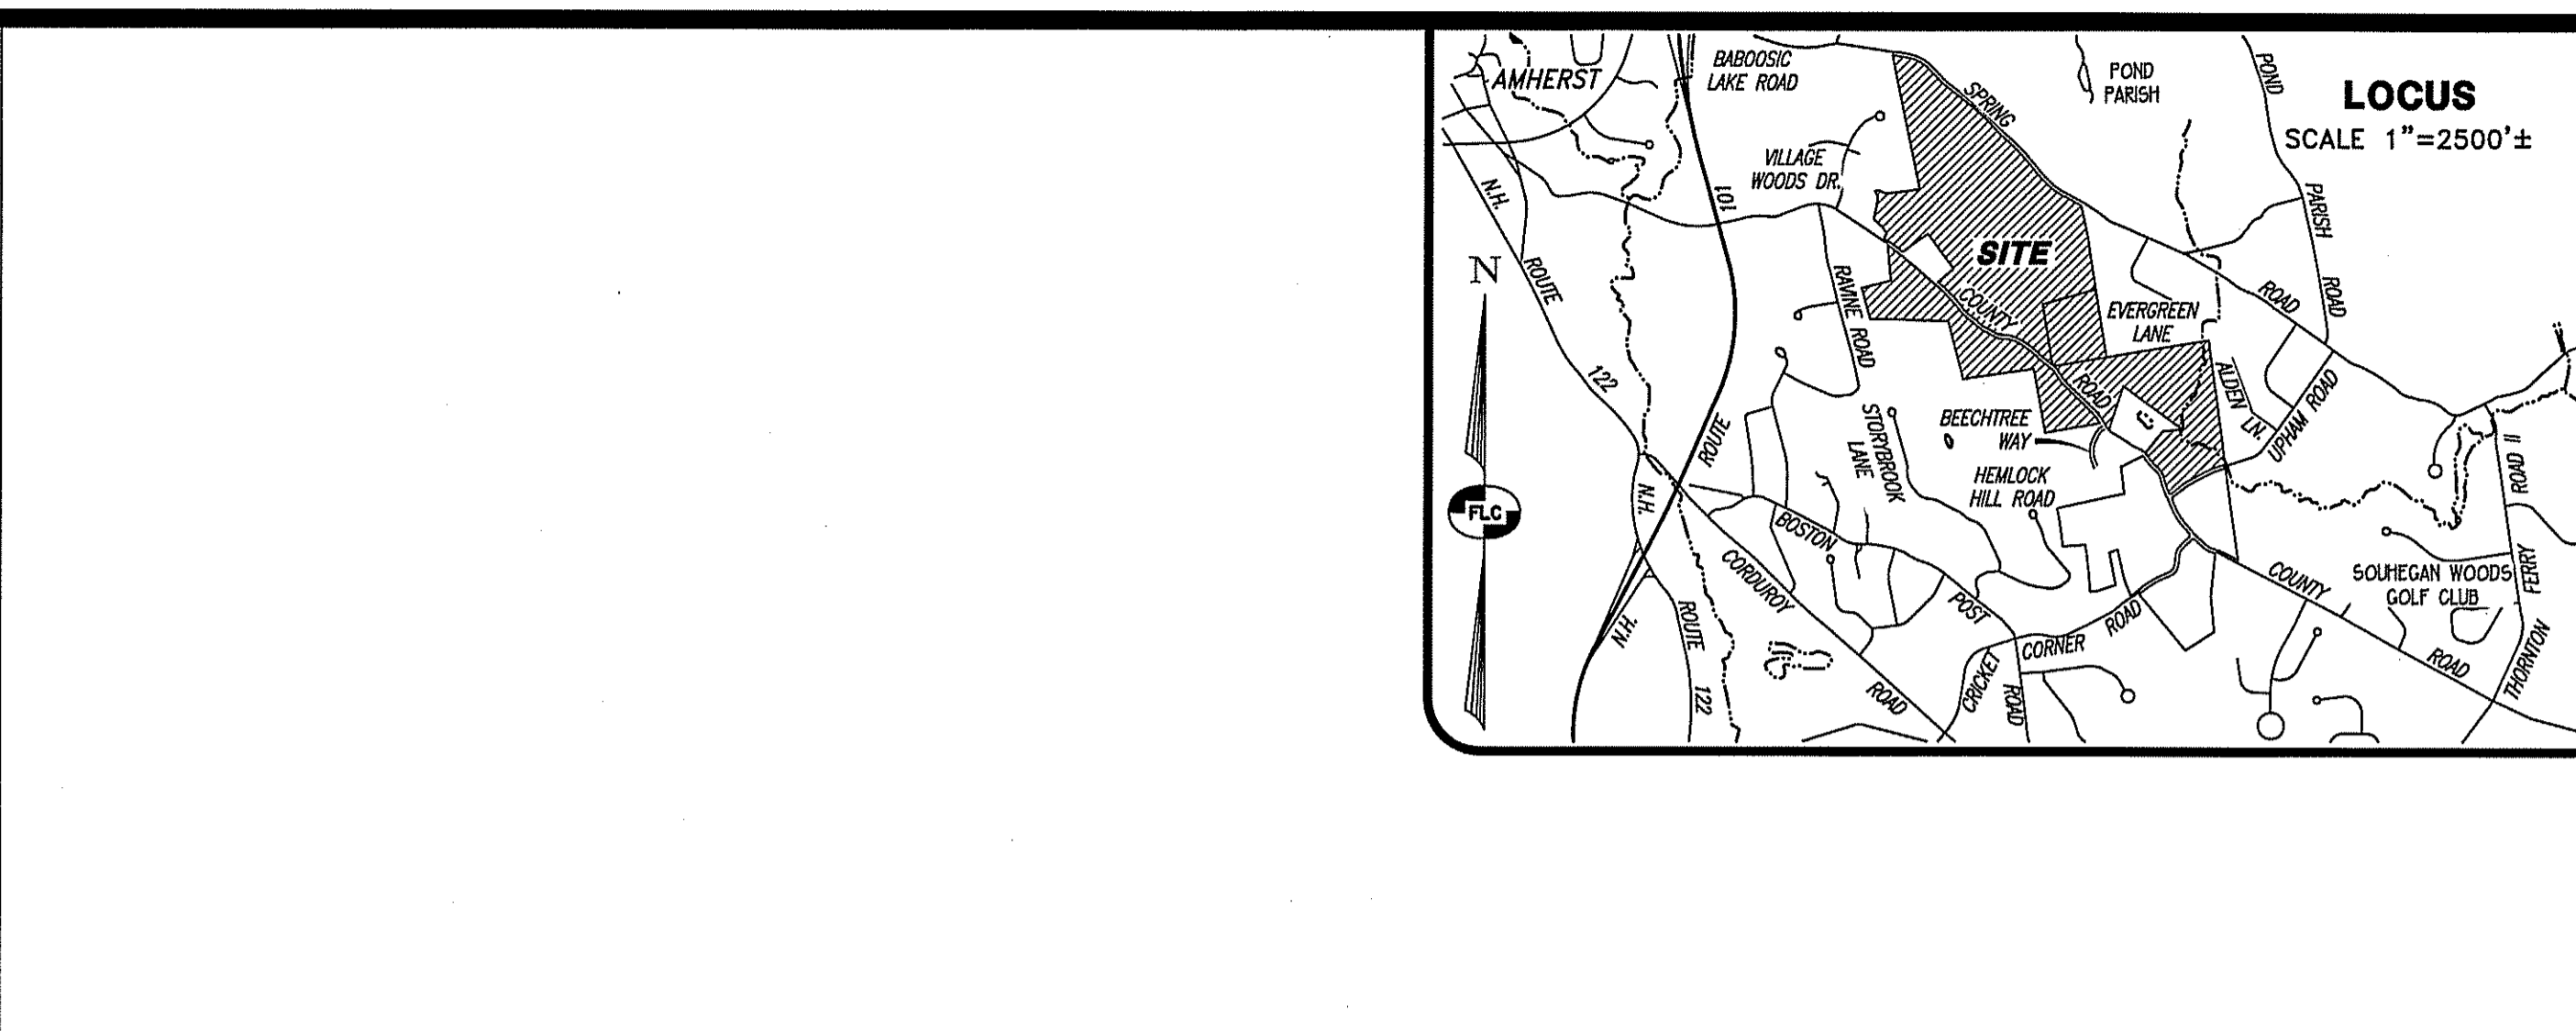 AMHERST
BABOOSIC
LAKE ROAD
SPRING
POND
PARISH
POND
LOCUS
SCALE 1"=2500'±
VILLAGE
WOODS DR.
N.H.
101
PARISH
SITE
N
ROUTE
RAVINE ROAD
COUNTY
ROAD
ROAD
EVERGREEN
LANE
122
ROAD
ALDEN
LN.
UPHAM ROAD
ROUTE
STORYBROOK
LANE
BEECHTREE
WAY
HEMLOCK
HILL ROAD
N.H.
FLC
BOSTON
ROAD II
CORDUROY
COUNTY
SOUHEGAN WOODS
GOLF CLUB
FERRY
N.H.
ROUTE
POST
ROAD
CORNER
CRICKET
ROAD
THORNTON
122
ROAD
ROAD